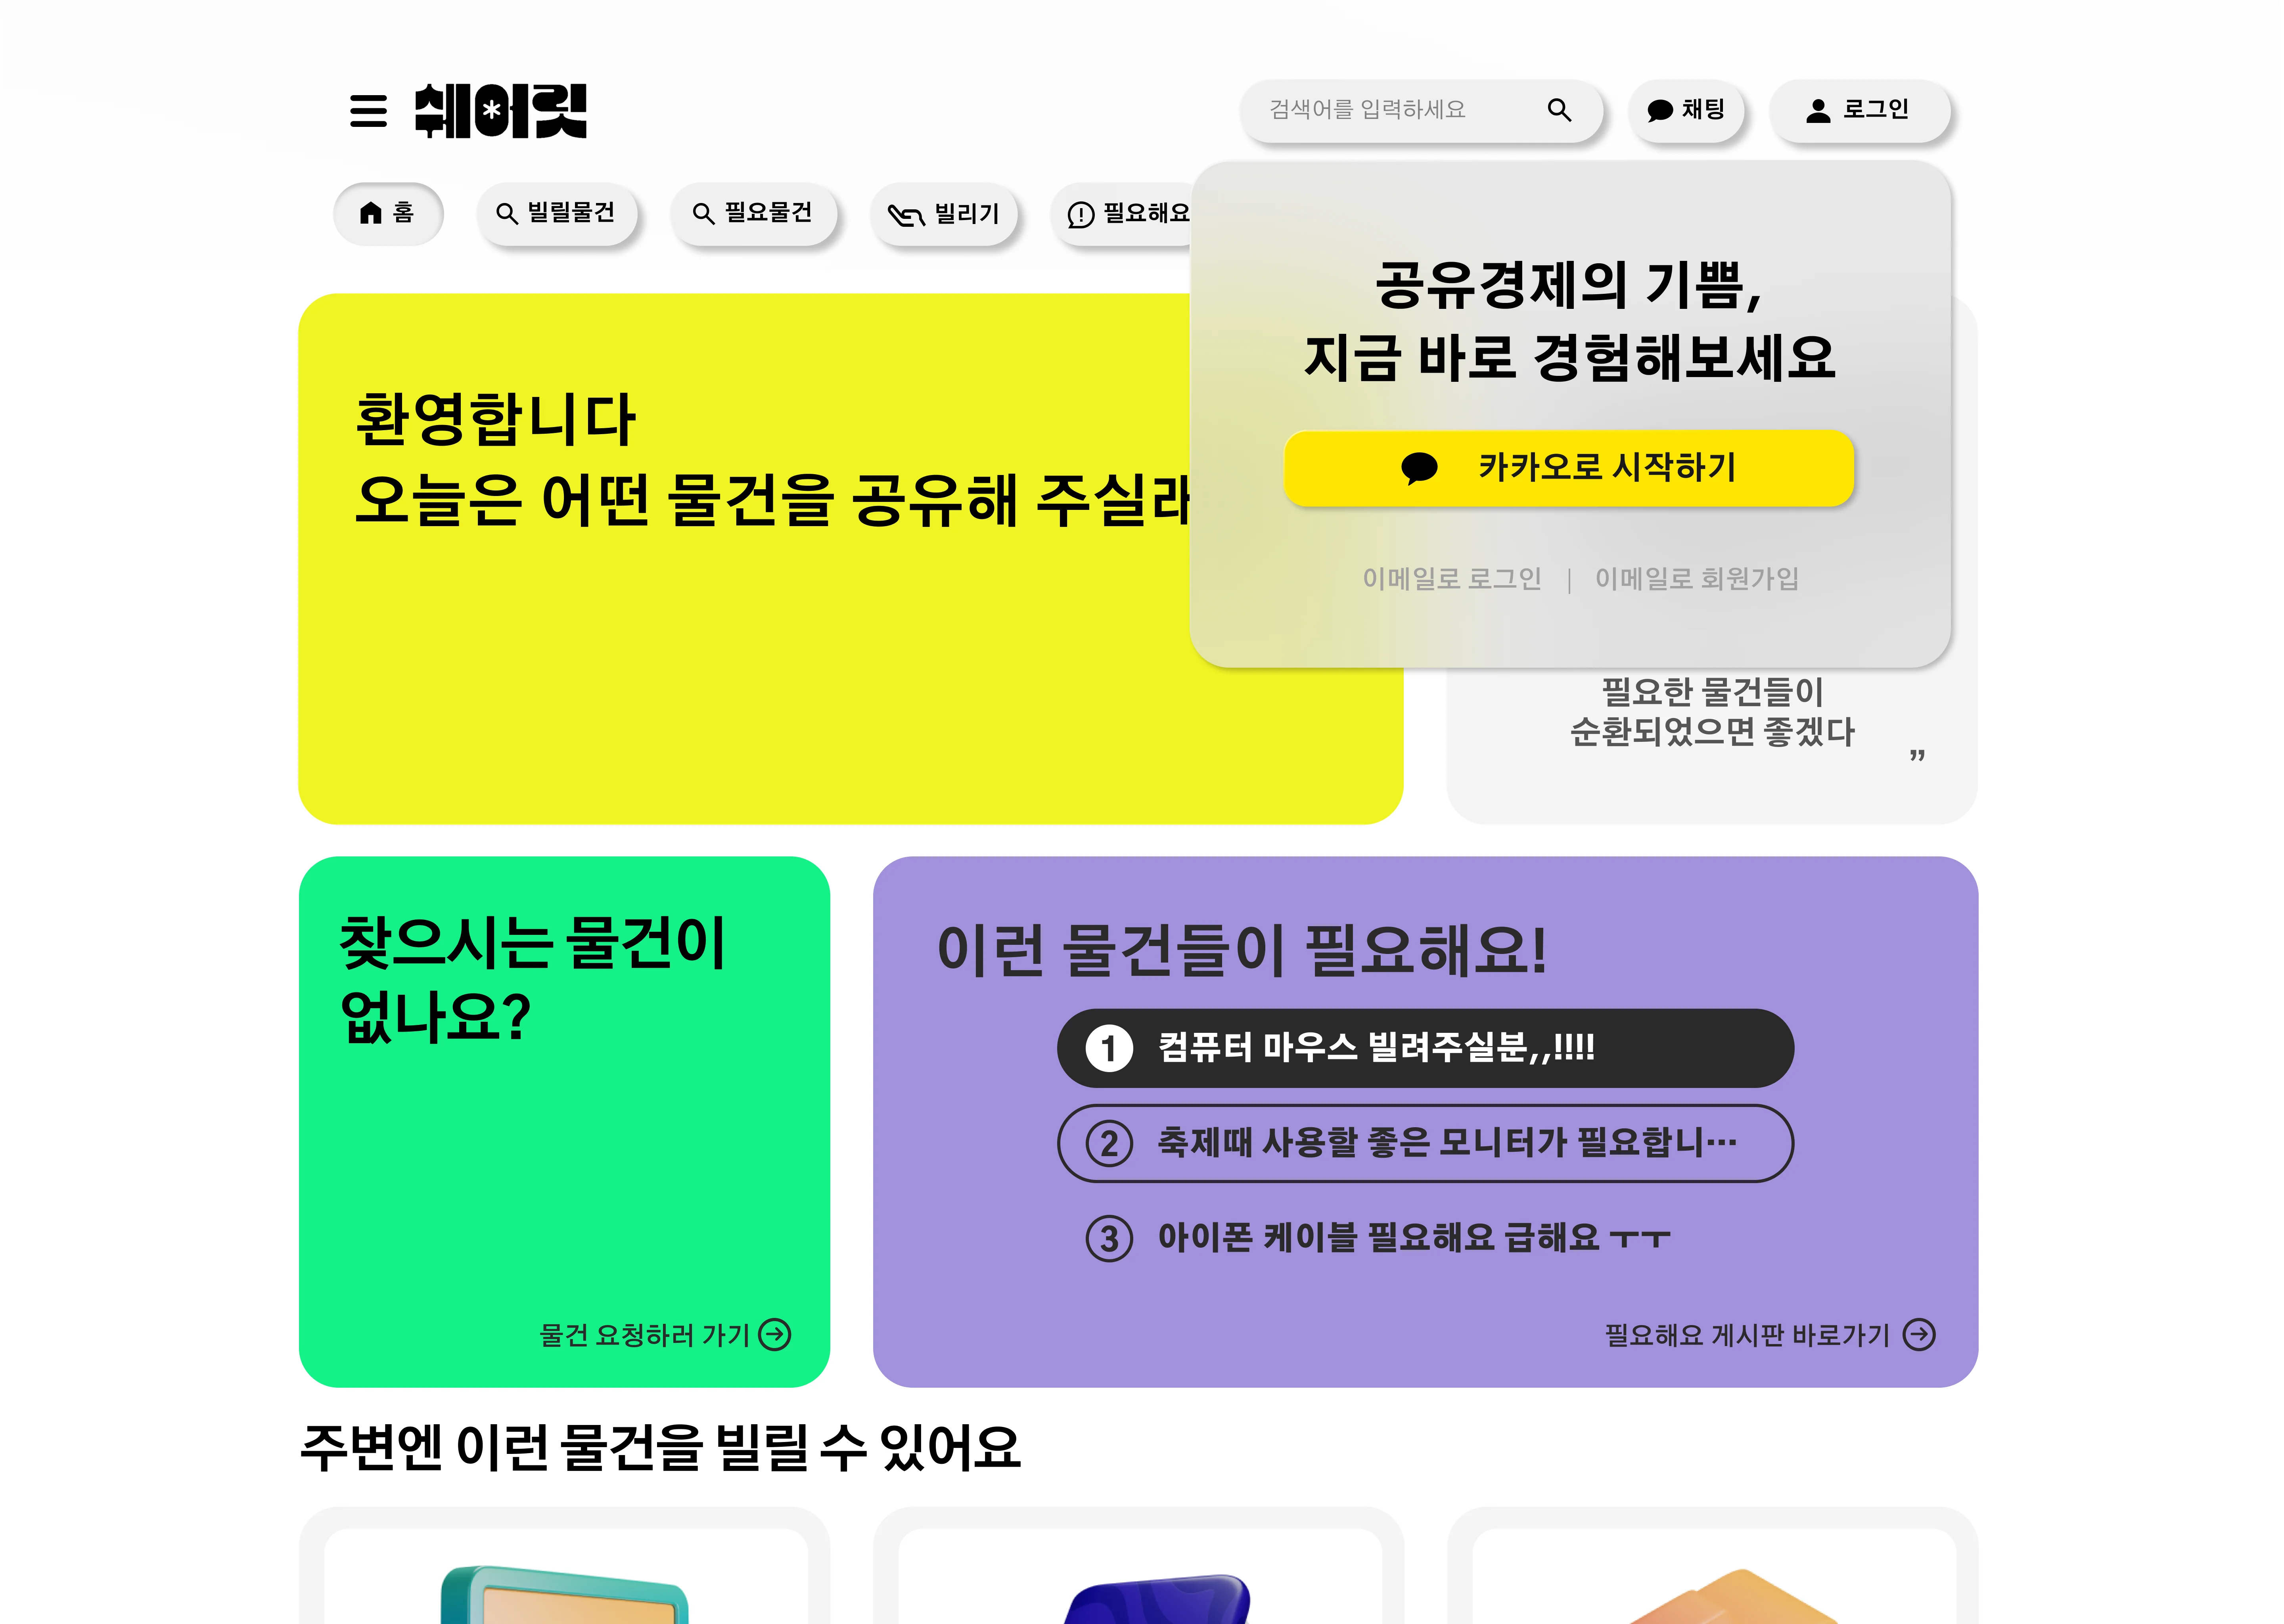 쉐어릿
검색어를 입력하세요
채팅
로그인
홈
빌릴물건
필요물건
빌리기
필요해요
공유경제의 기쁨,
지금 바로 경험해보세요
카카오로 시작하기
이메일로 로그인 | 이메일로 회원가입
환영합니다
오늘은 어떤 물건을 공유해 주실래
필요한 물건들이
순환되었으면 좋겠다
”
찾으시는 물건이
없나요?
물건 요청하러 가기
이런 물건들이 필요해요!
1 컴퓨터 마우스 빌려주실분,,!!!!
2 축제때 사용할 좋은 모니터가 필요합니…
3 아이폰 케이블 필요해요 급해요 ㅜㅜ
필요해요 게시판 바로가기
주변엔 이런 물건을 빌릴 수 있어요